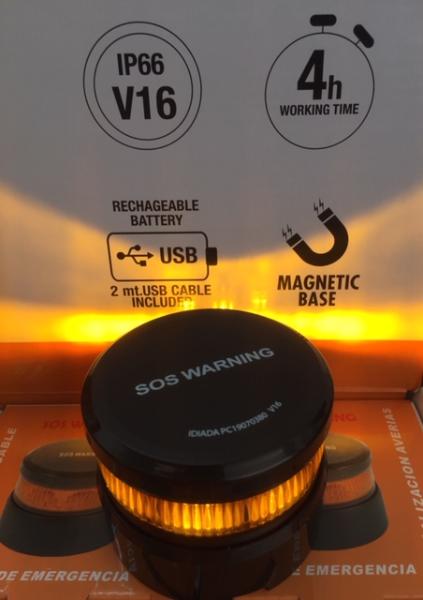 IP66
V16
4h
WORKING TIME
RECHAGEABLE
BATTERY
USB
2 mt.USB CABLE
INCLUDED
MAGNETIC
BASE
SOS WARNING
IDIADA PC19070380 V16
DE EMERGENCIA
DE EMERGENCIA